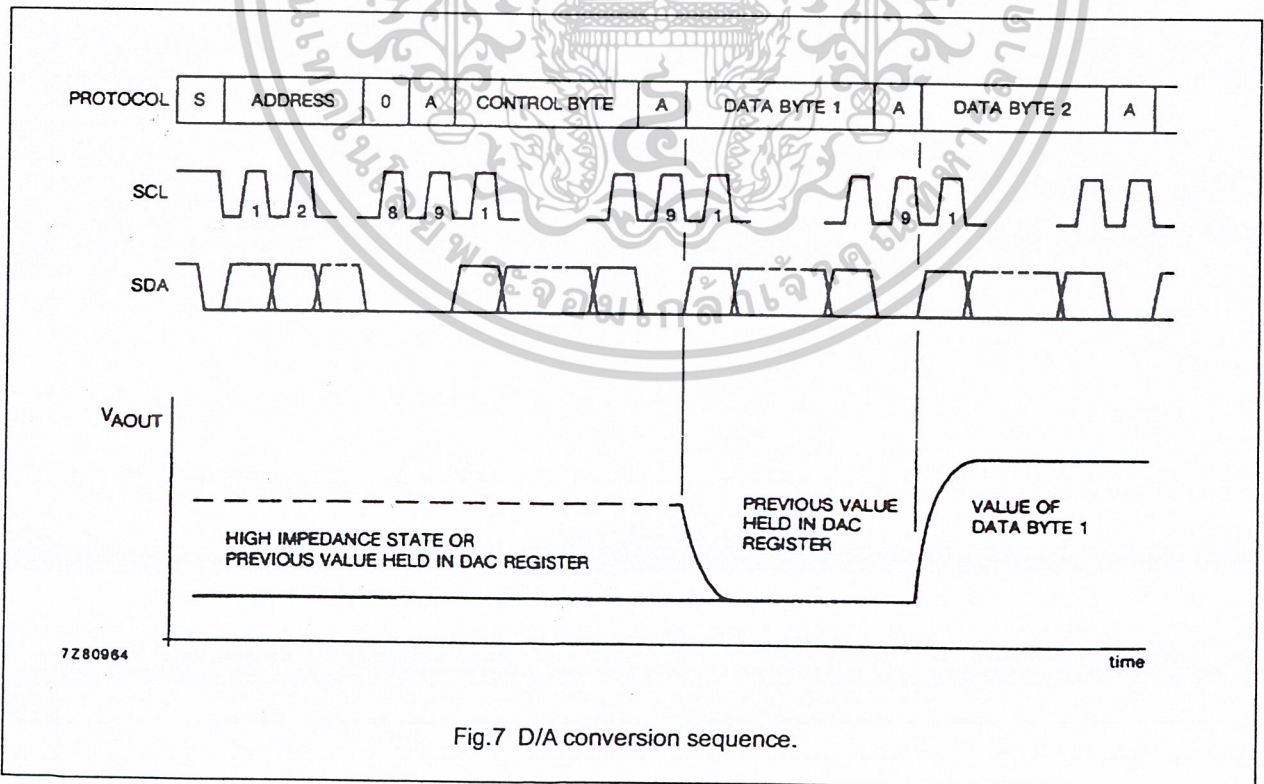 PROTOCOL S ADDRESS 0 A CONTROL BYTE A DATA BYTE 1 A DATA BYTE 2 A
SCL 1 2 8 9 1 9 1 9 1
SDA
VAOUT
HIGH IMPEDANCE STATE OR
PREVIOUS VALUE HELD IN DAC REGISTER
PREVIOUS VALUE
HELD IN DAC
REGISTER
VALUE OF
DATA BYTE 1
7Z80964
time
Fig.7 D/A conversion sequence.